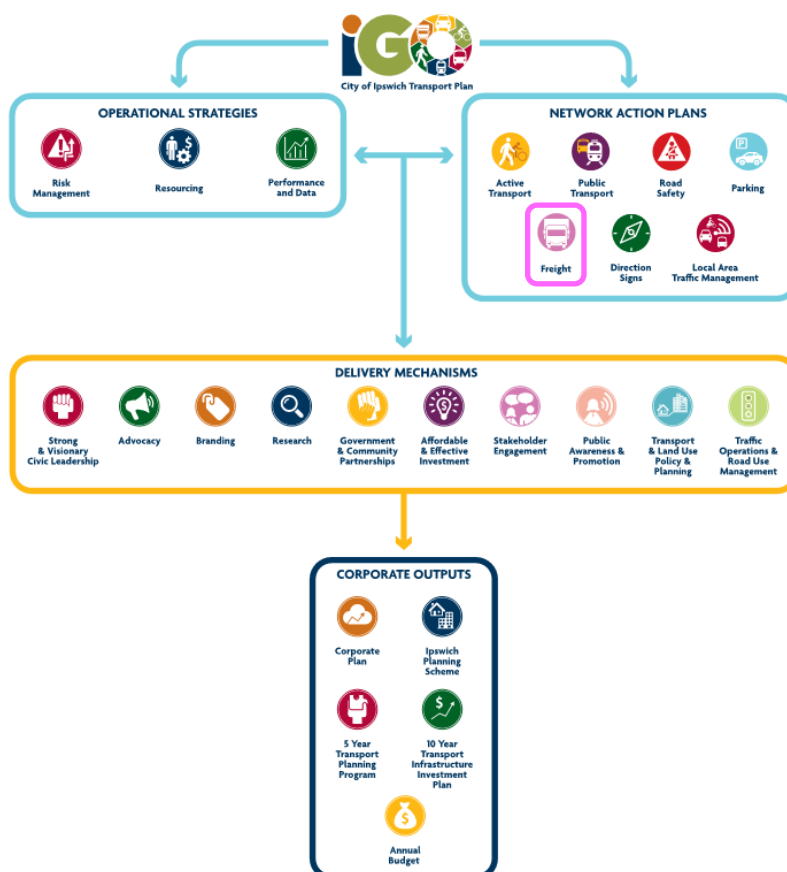 iGO
City of Ipswich Transport Plan
OPERATIONAL STRATEGIES
Risk
Management
Resourcing
Performance
and Data
NETWORK ACTION PLANS
Active
Transport
Public
Transport
Road
Safety
P
Parking
Freight
Direction
Signs
Local Area
Traffic Management
DELIVERY MECHANISMS
Strong
& Visionary
Civic Leadership
Advocacy
Branding
Research
Government
& Community
Partnerships
Affordable
& Effective
Investment
Stakeholder
Engagement
Public
Awareness &
Promotion
Transport
& Land Use
Policy &
Planning
Traffic
Operations &
Road Use
Management
CORPORATE OUTPUTS
Corporate
Plan
Ipswich
Planning
Scheme
5 Year
Transport
Planning
Program
10 Year
Transport
Infrastructure
Investment
Plan
Annual
Budget